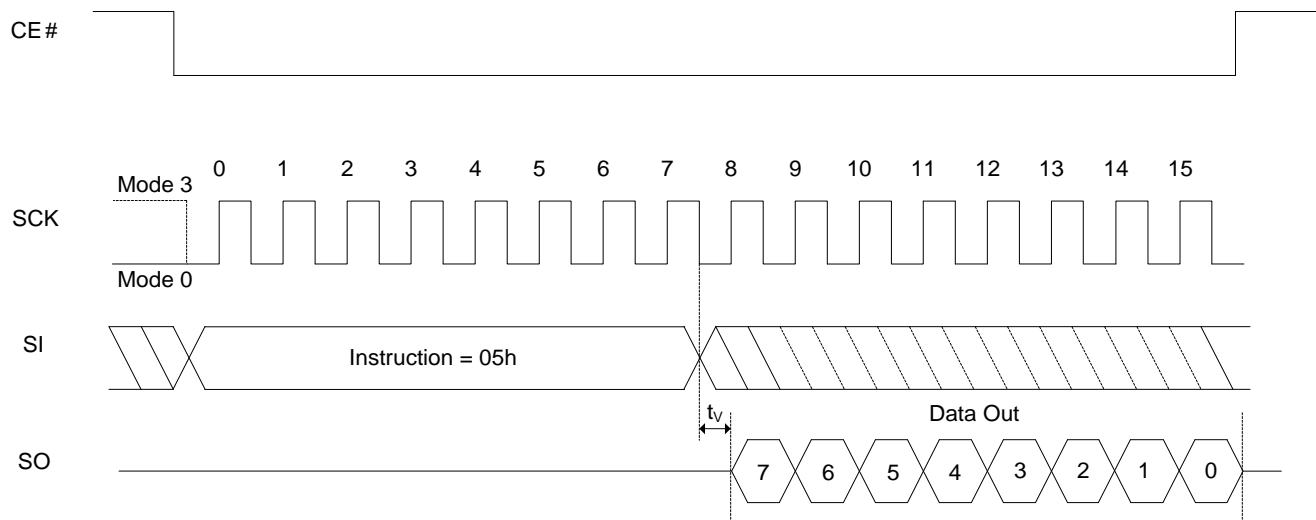 CE#
0 1 2 3 4 5 6 7 8 9 10 11 12 13 14 15
Mode 3
SCK
Mode 0
SI
Instruction = 05h
tV
Data Out
SO
7 6 5 4 3 2 1 0